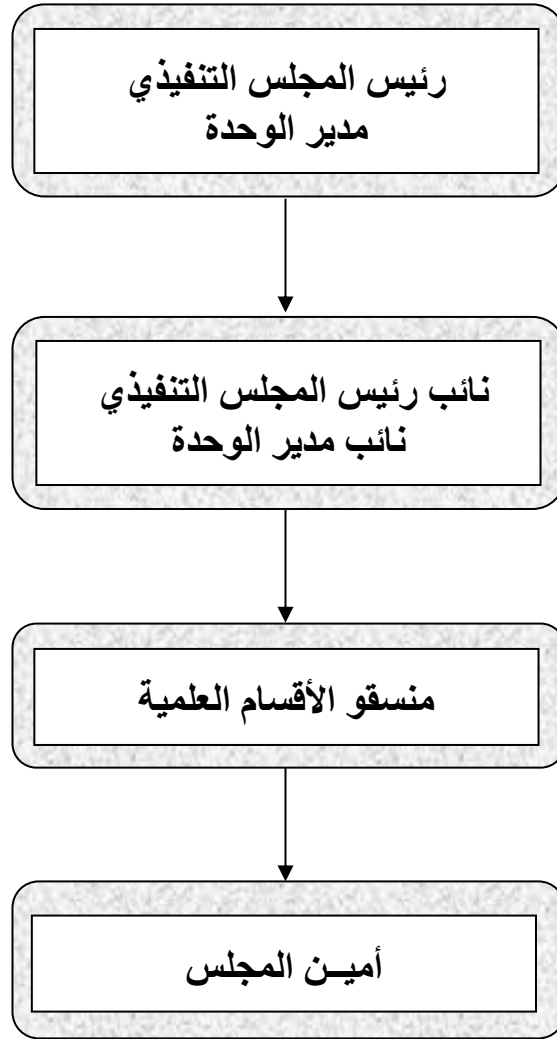 رئيس المجلس التنفيذي
مدير الوحدة
نائب رئيس المجلس التنفيذي
نائب مدير الوحدة
منسقو الأقسام العلمية
أميــن المجلس